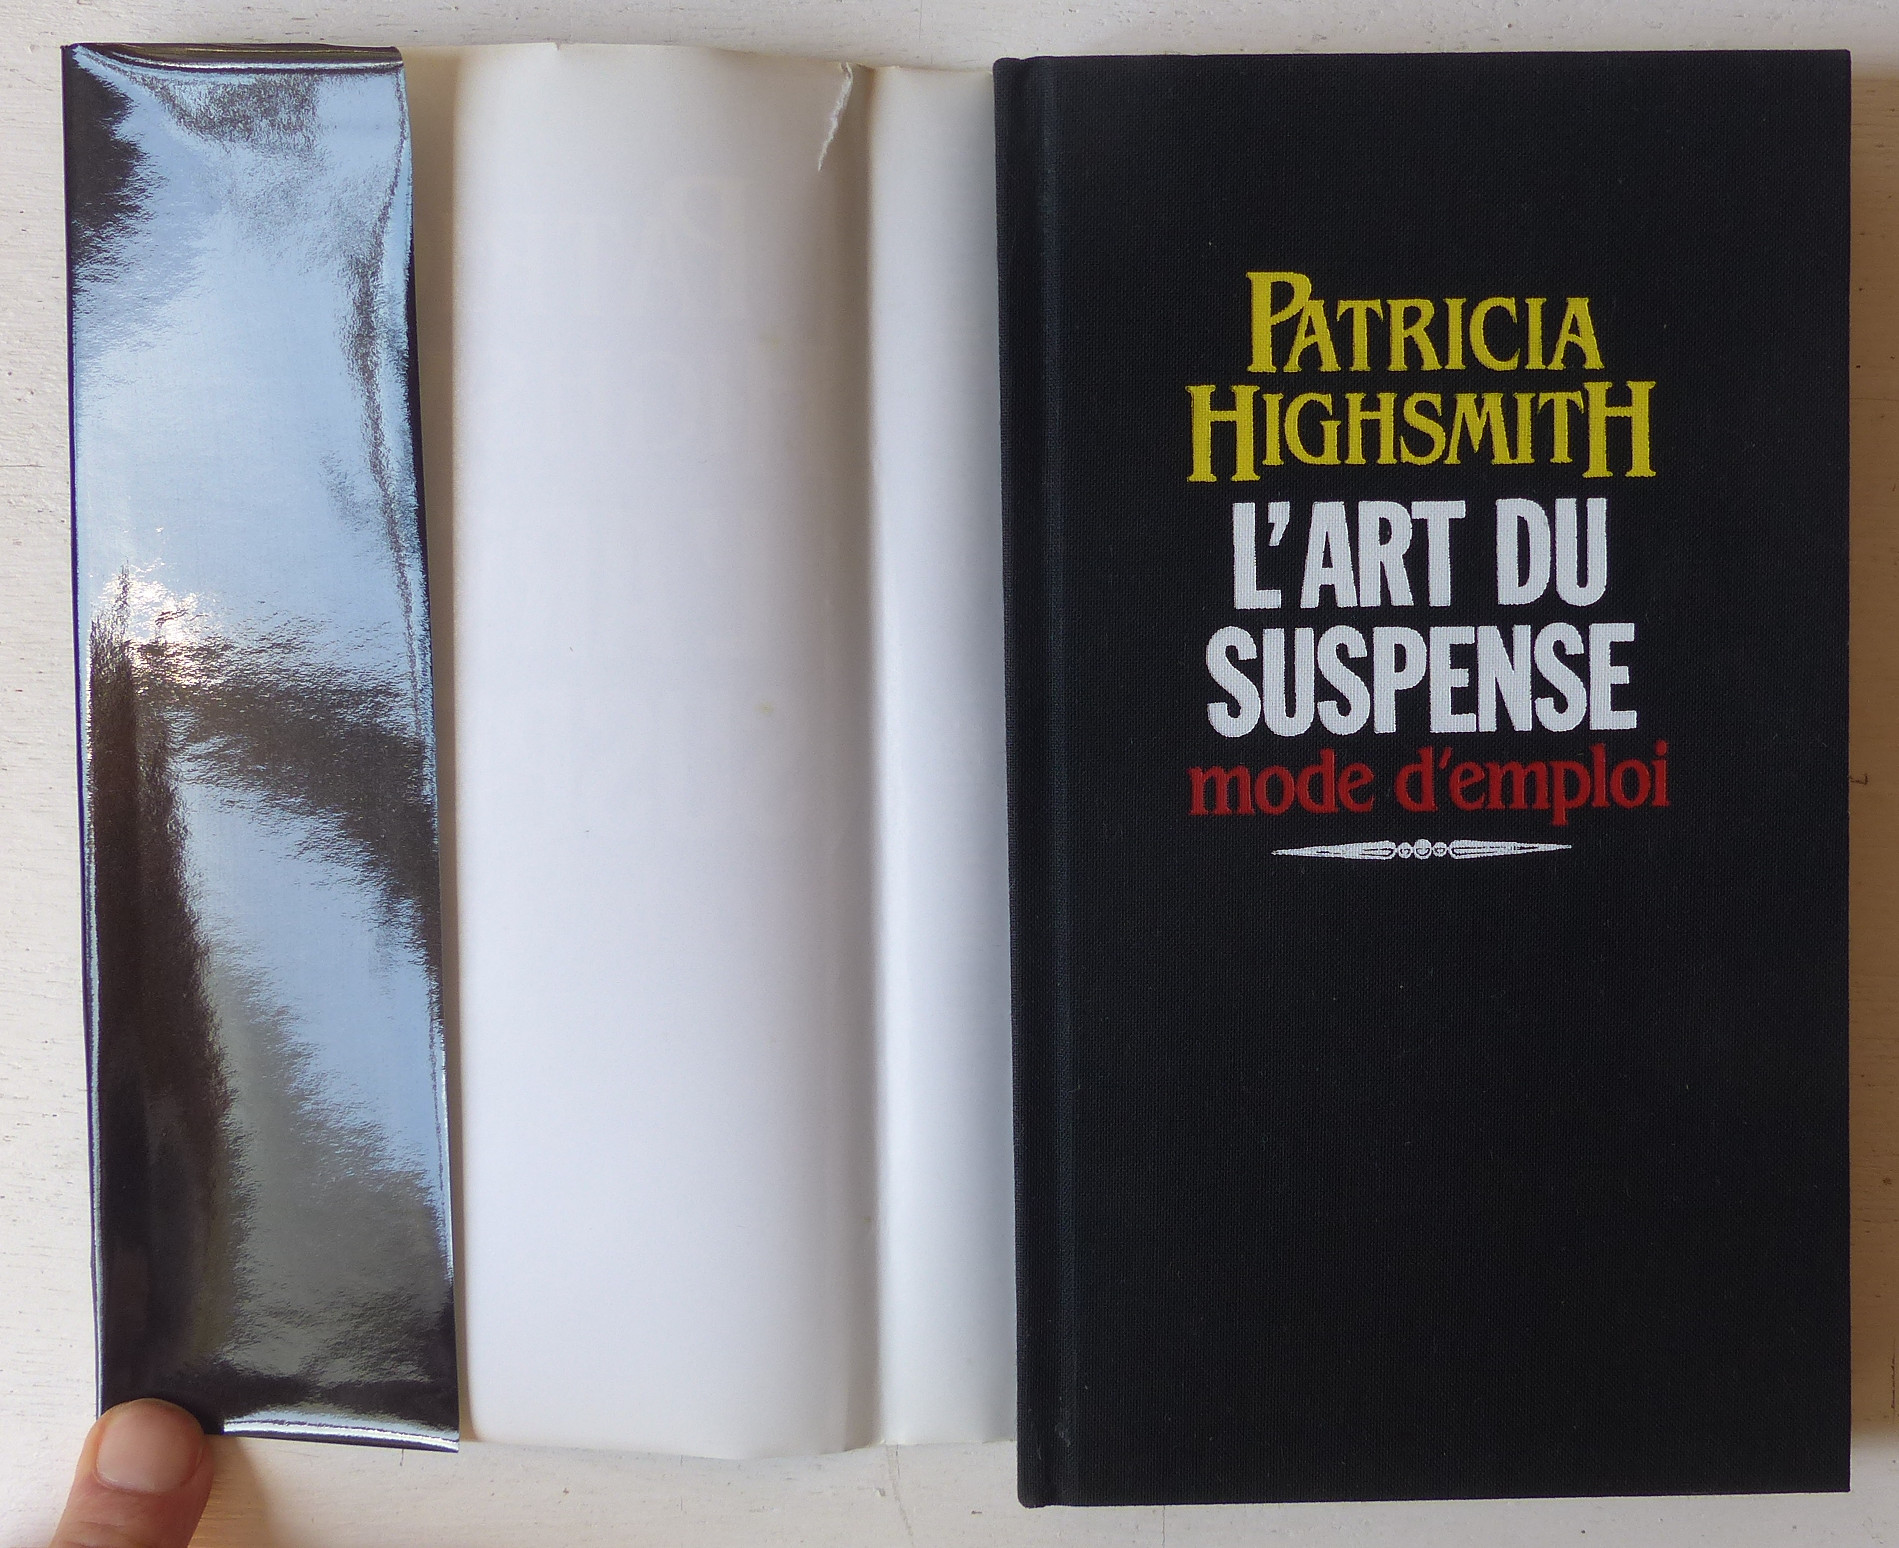 PATRICIA
HIGHSMITH
L'ART DU
SUSPENSE
mode d'emploi